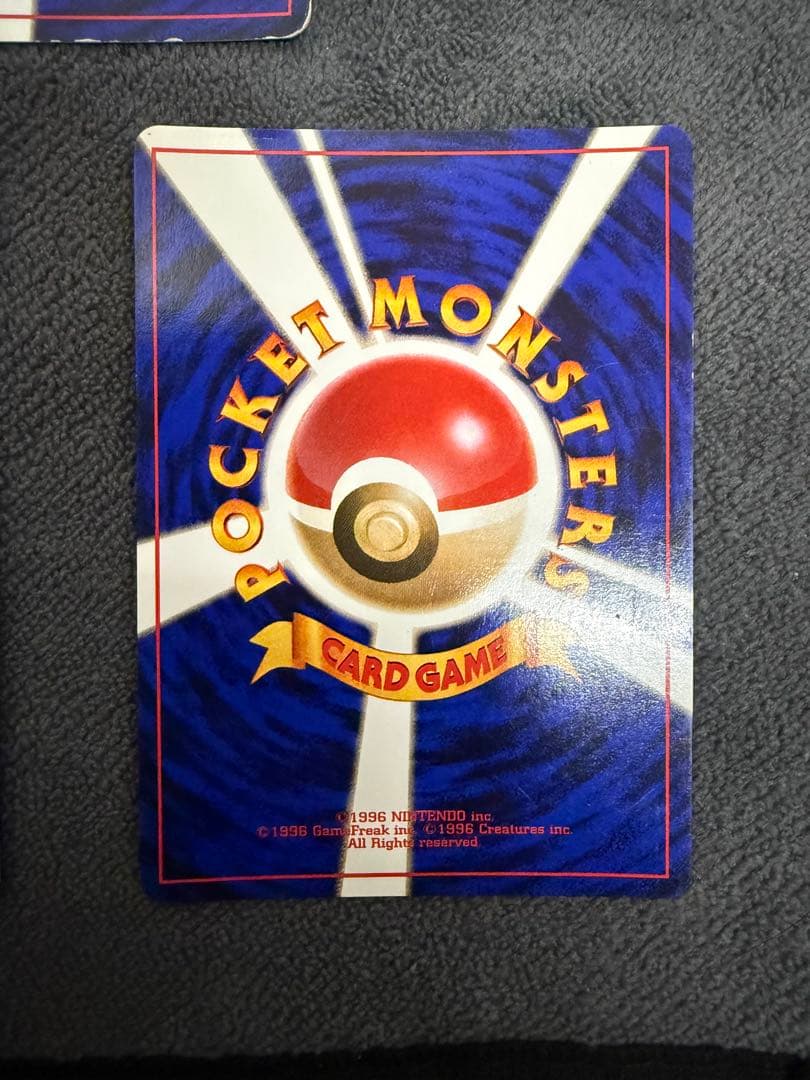 POCKET MONSTERS
CARD GAME
©1996 NINTENDO inc.
©1996 GameFreak inc. ©1996 Creatures inc.
All Rights reserved